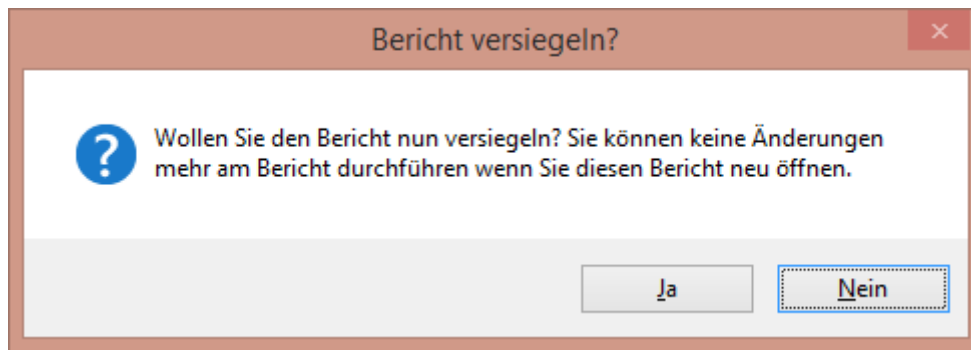 Bericht versiegeln?
Wollen Sie den Bericht nun versiegeln? Sie können keine Änderungen
mehr am Bericht durchführen wenn Sie diesen Bericht neu öffnen.
Ja
Nein